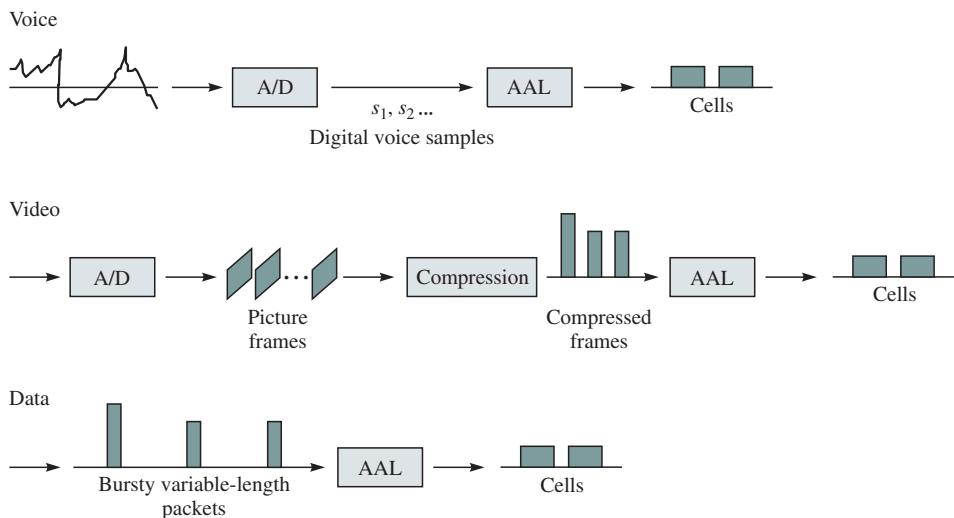 Voice
A/D
s1, s2 ...
Digital voice samples
AAL
Cells
Video
A/D
Picture
frames
Compression
Compressed
frames
AAL
Cells
Data
Bursty variable-length
packets
AAL
Cells